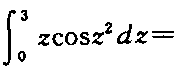 ∫₀³ zcosz²dz=